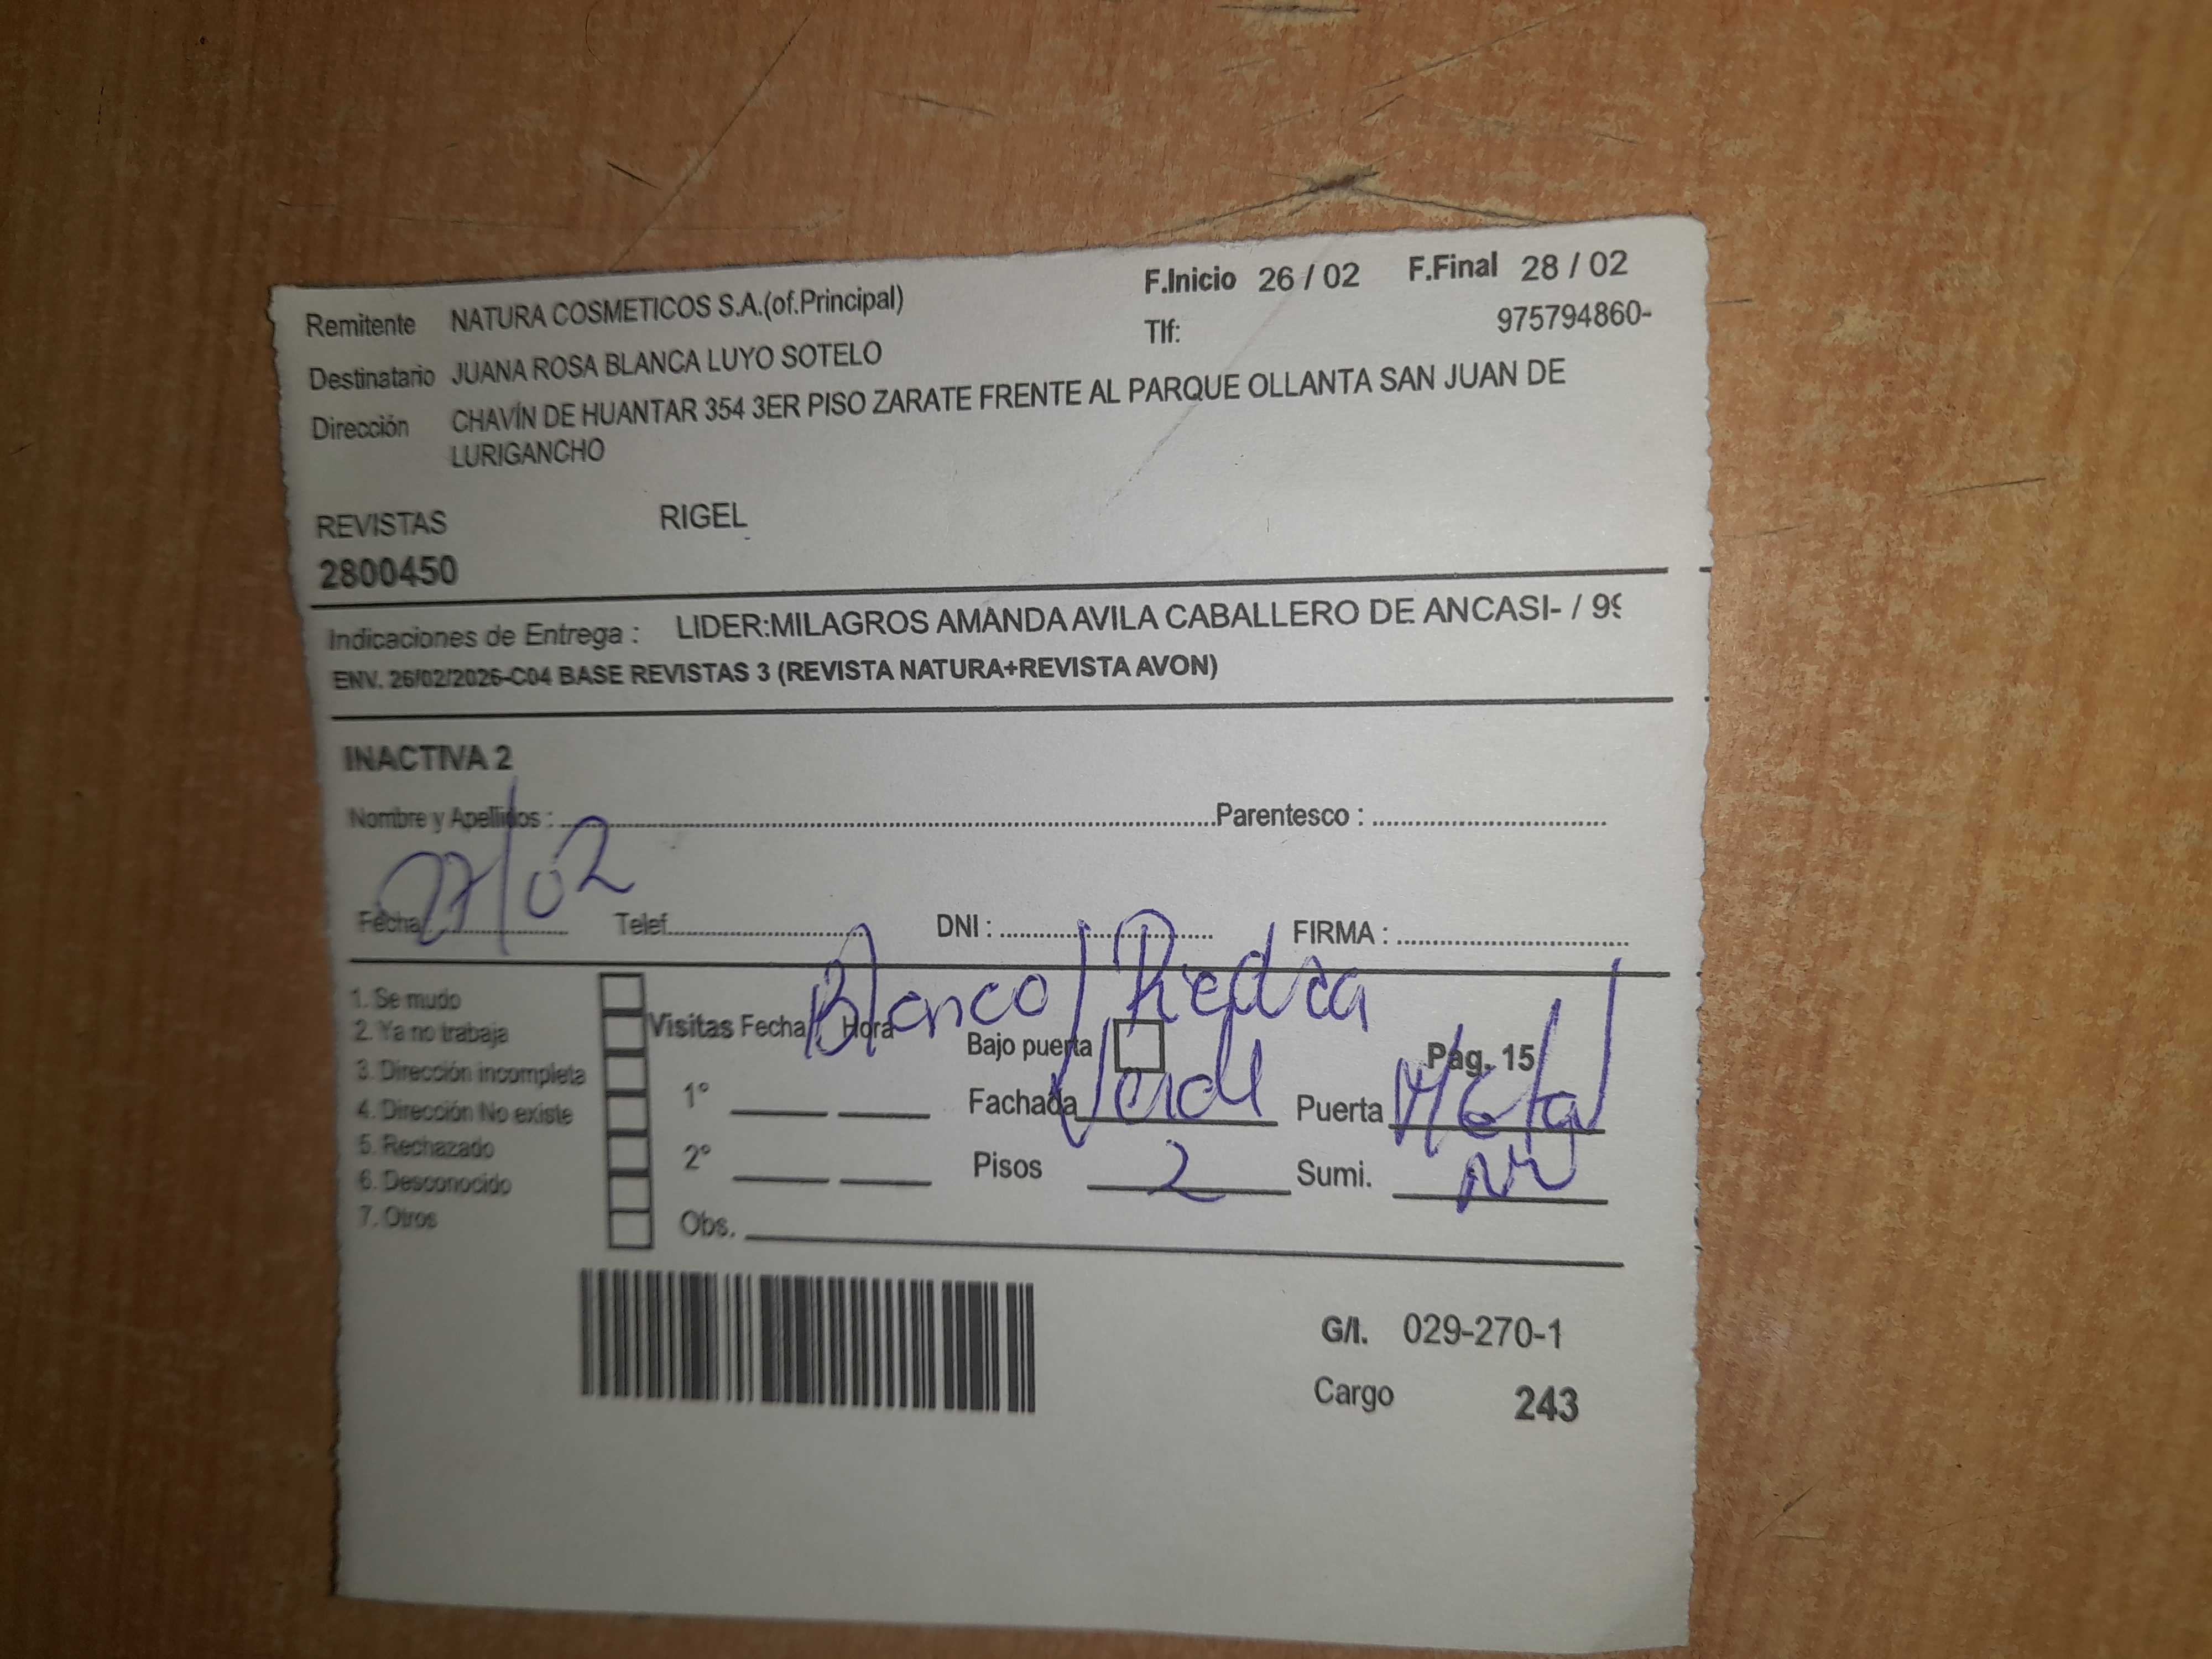 Remitente NATURA COSMETICOS S.A.(of.Principal) F.Inicio 26 / 02 F.Final 28 / 02
Destinatario JUANA ROSA BLANCA LUYO SOTELO Tlf: 975794860-
Dirección CHAVÍN DE HUANTAR 354 3ER PISO ZARATE FRENTE AL PARQUE OLLANTA SAN JUAN DE
LURIGANCHO
REVISTAS RIGEL
2800450
Indicaciones de Entrega : LIDER:MILAGROS AMANDA AVILA CABALLERO DE ANCASI- / 99
ENV. 26/02/2026-C04 BASE REVISTAS 3 (REVISTA NATURA+REVISTA AVON)
INACTIVA 2
Nombre y Apellidos : Parentesco :
Fecha 27/02 Telef. DNI : FIRMA :
Blanco/Piedra
1. Se mudo
2. Ya no trabaja
3. Dirección incompleta
4. Dirección No existe
5. Rechazado
6. Desconocido
7. Otros
Visitas Fecha Hora
1°
2°
Obs.
Bajo puerta Pág. 15
Fachada Verde Puerta Metal
Pisos 2 Sumi.
G/I. 029-270-1
Cargo 243